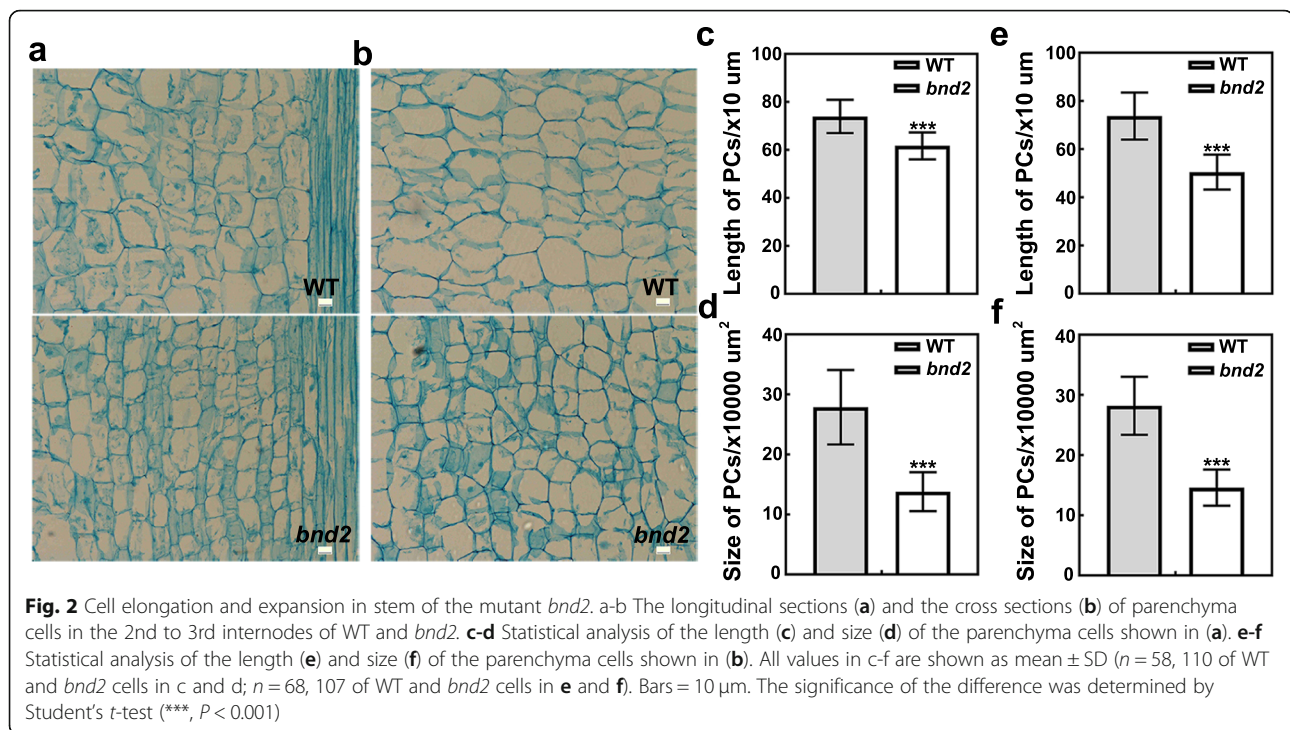 a
b
WT
WT
bnd2
bnd2
c
100
80
60
40
20
0
Length of PCs/x10 um
WT
bnd2
***
e
100
80
60
40
20
0
Length of PCs/x10 um
WT
bnd2
***
d
40
30
20
10
0
Size of PCs/x10000 um²
WT
bnd2
***
f
40
30
20
10
0
Size of PCs/x10000 um²
WT
bnd2
***
Fig. 2 Cell elongation and expansion in stem of the mutant bnd2. a-b The longitudinal sections (a) and the cross sections (b) of parenchyma
cells in the 2nd to 3rd internodes of WT and bnd2. c-d Statistical analysis of the length (c) and size (d) of the parenchyma cells shown in (a). e-f
Statistical analysis of the length (e) and size (f) of the parenchyma cells shown in (b). All values in c-f are shown as mean ± SD (n = 58, 110 of WT
and bnd2 cells in c and d; n = 68, 107 of WT and bnd2 cells in e and f). Bars = 10 μm. The significance of the difference was determined by
Student's t-test (***, P < 0.001)